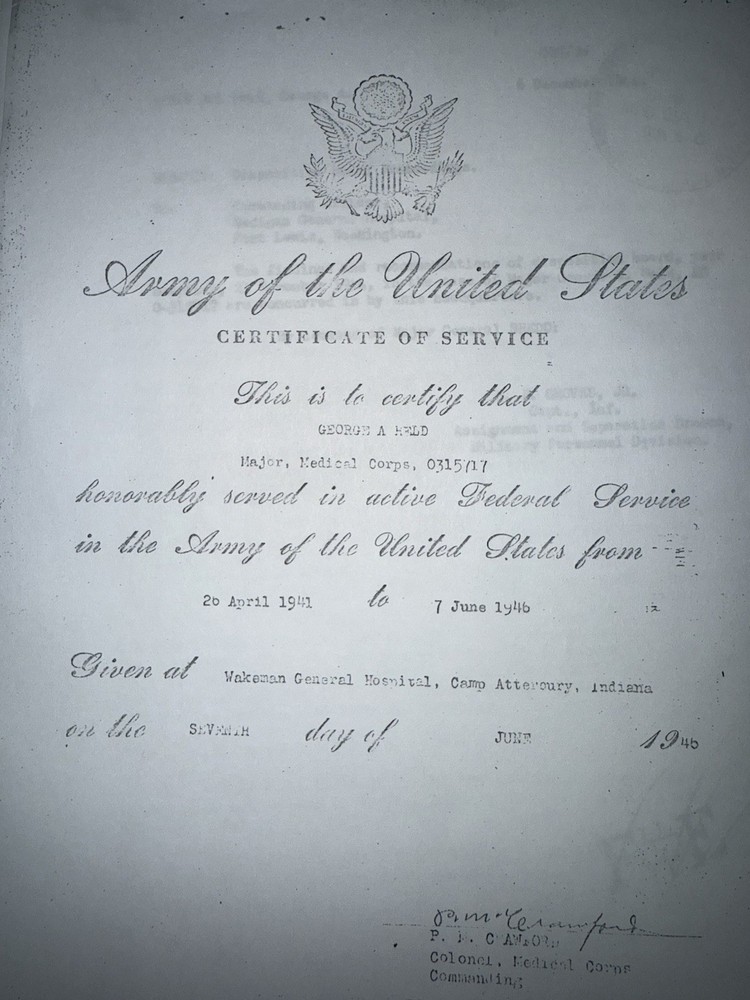 Army of the United States
CERTIFICATE OF SERVICE
This is to certify that
GEORGE A HELD
Major, Medical Corps, 0315717
honorably served in active Federal Service
in the Army of the United States from
26 April 1941 to 7 June 1946
Given at Wakeman General Hospital, Camp Atterbury, Indiana
on the SEVENTH day of JUNE 1946
P. CRAWFORD
Colonel, Medical Corps
Commanding